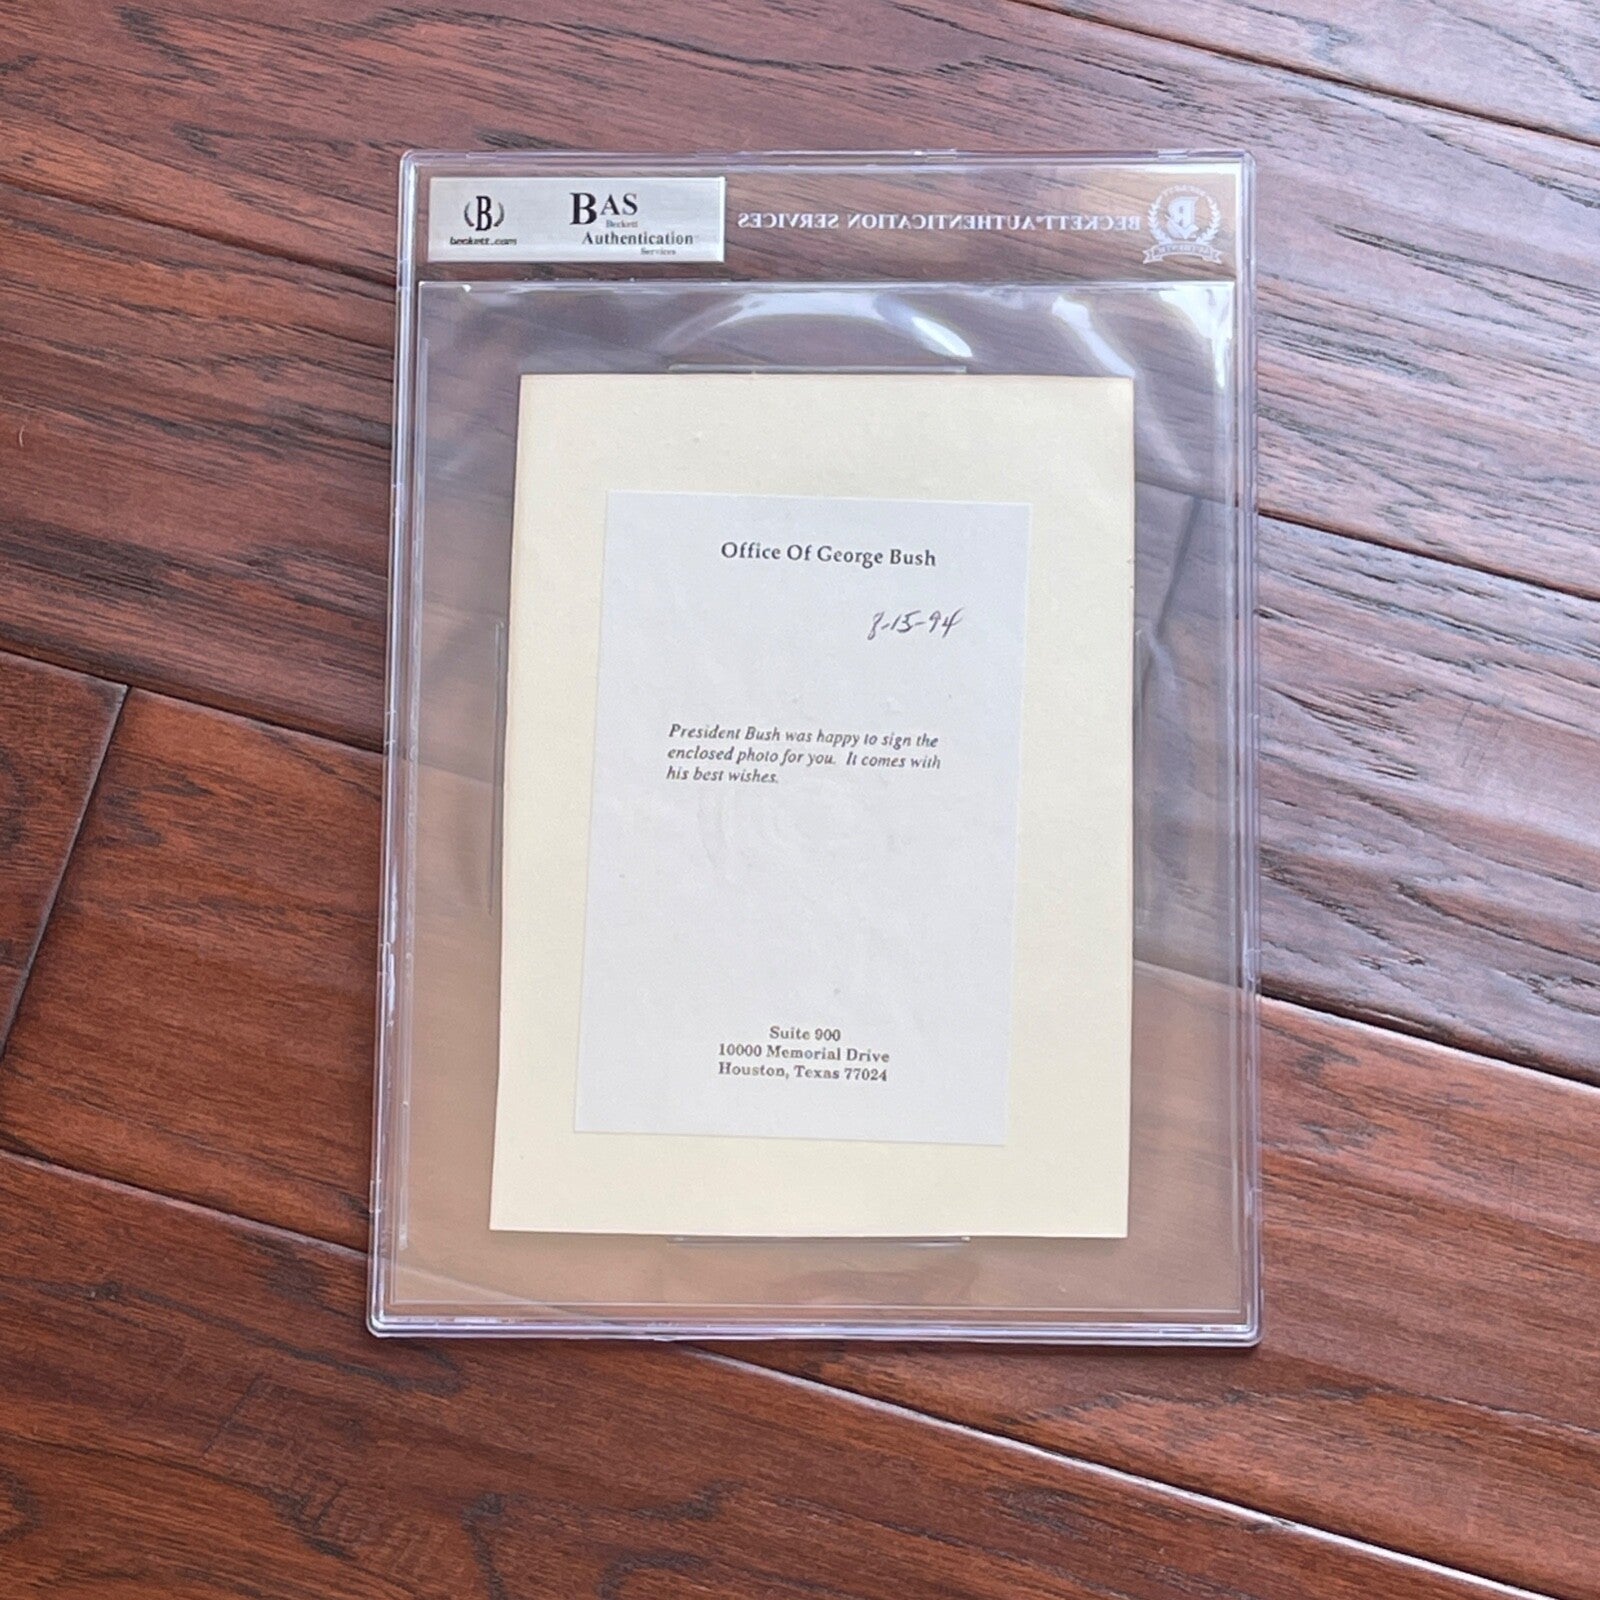 B
beckett.com
BAS
Beckett
Authentication
Services
BECKETT AUTHENTICATION SERVICES
B
Office Of George Bush
8-15-94
President Bush was happy to sign the
enclosed photo for you. It comes with
his best wishes.
Suite 900
10000 Memorial Drive
Houston, Texas 77024